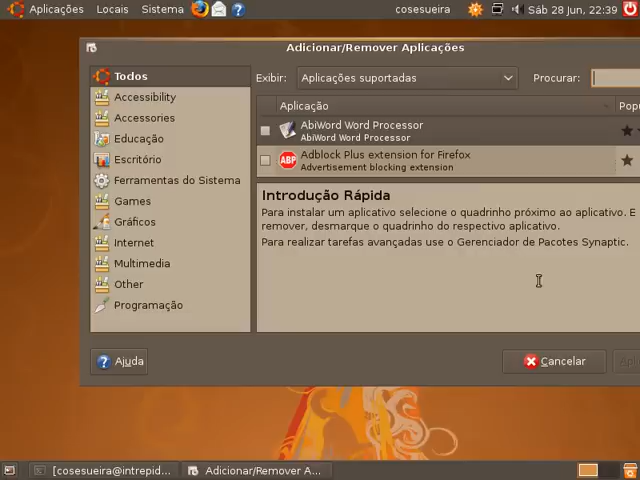 Aplicações Locais Sistema cosesueira Sáb 28 Jun, 22:39
Adicionar/Remover Aplicações
Todos
Accessibility
Accessories
Educação
Escritório
Ferramentas do Sistema
Games
Gráficos
Internet
Multimedia
Other
Programação
Exibir: Aplicações suportadas Procurar:
Aplicação Popu
AbiWord Word Processor
AbiWord Word Processor
ABP
Adblock Plus extension for Firefox
Advertisement blocking extension
Introdução Rápida
Para instalar um aplicativo selecione o quadrinho próximo ao aplicativo. E
remover, desmarque o quadrinho do respectivo aplicativo.
Para realizar tarefas avançadas use o Gerenciador de Pacotes Synaptic.
Ajuda Cancelar
[cosesueira@intrepid... Adicionar/Remover A...